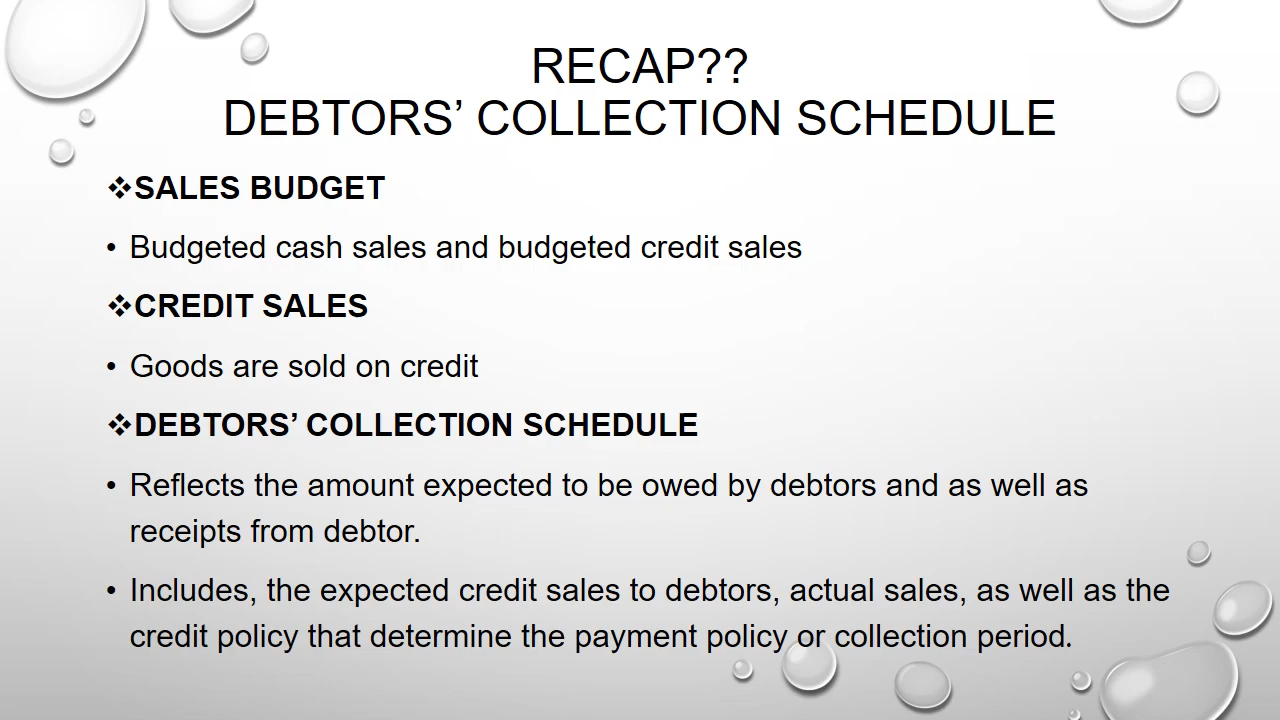 RECAP??
DEBTORS’ COLLECTION SCHEDULE
❖SALES BUDGET
• Budgeted cash sales and budgeted credit sales
❖CREDIT SALES
• Goods are sold on credit
❖DEBTORS’ COLLECTION SCHEDULE
• Reflects the amount expected to be owed by debtors and as well as
receipts from debtor.
• Includes, the expected credit sales to debtors, actual sales, as well as the
credit policy that determine the payment policy or collection period.